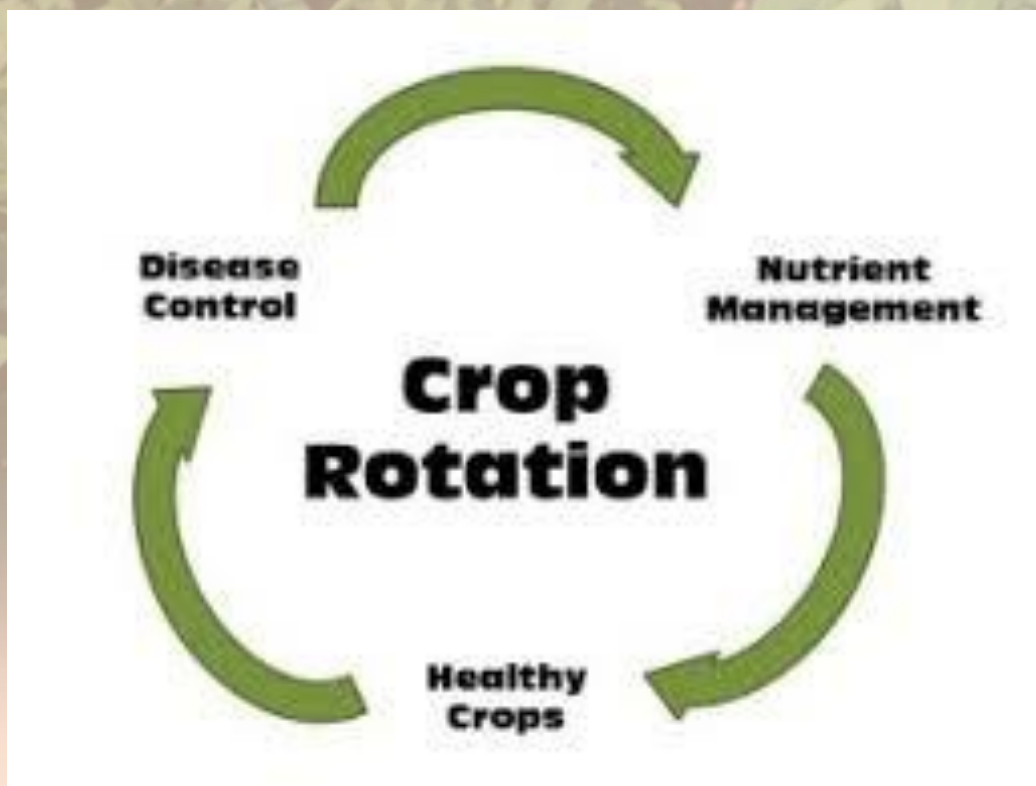 Disease
Control
Nutrient
Management
Crop
Rotation
Healthy
Crops